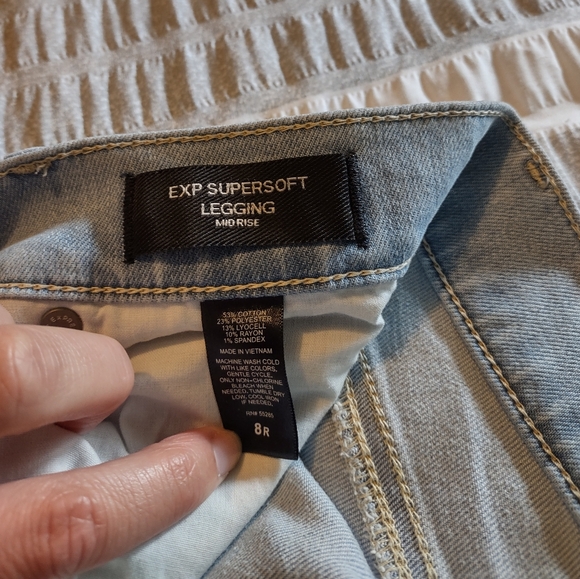 EXP SUPERSOFT
LEGGING
MID RISE
53% COTTON
23% POLYESTER
13% LYOCELL
10% RAYON
1% SPANDEX
MADE IN VIETNAM
MACHINE WASH COLD
WITH LIKE COLORS,
GENTLE CYCLE,
ONLY NON-CHLORINE
BLEACH WHEN
NEEDED, TUMBLE DRY
LOW, COOL IRON
IF NEEDED.
RN# 55285
8R